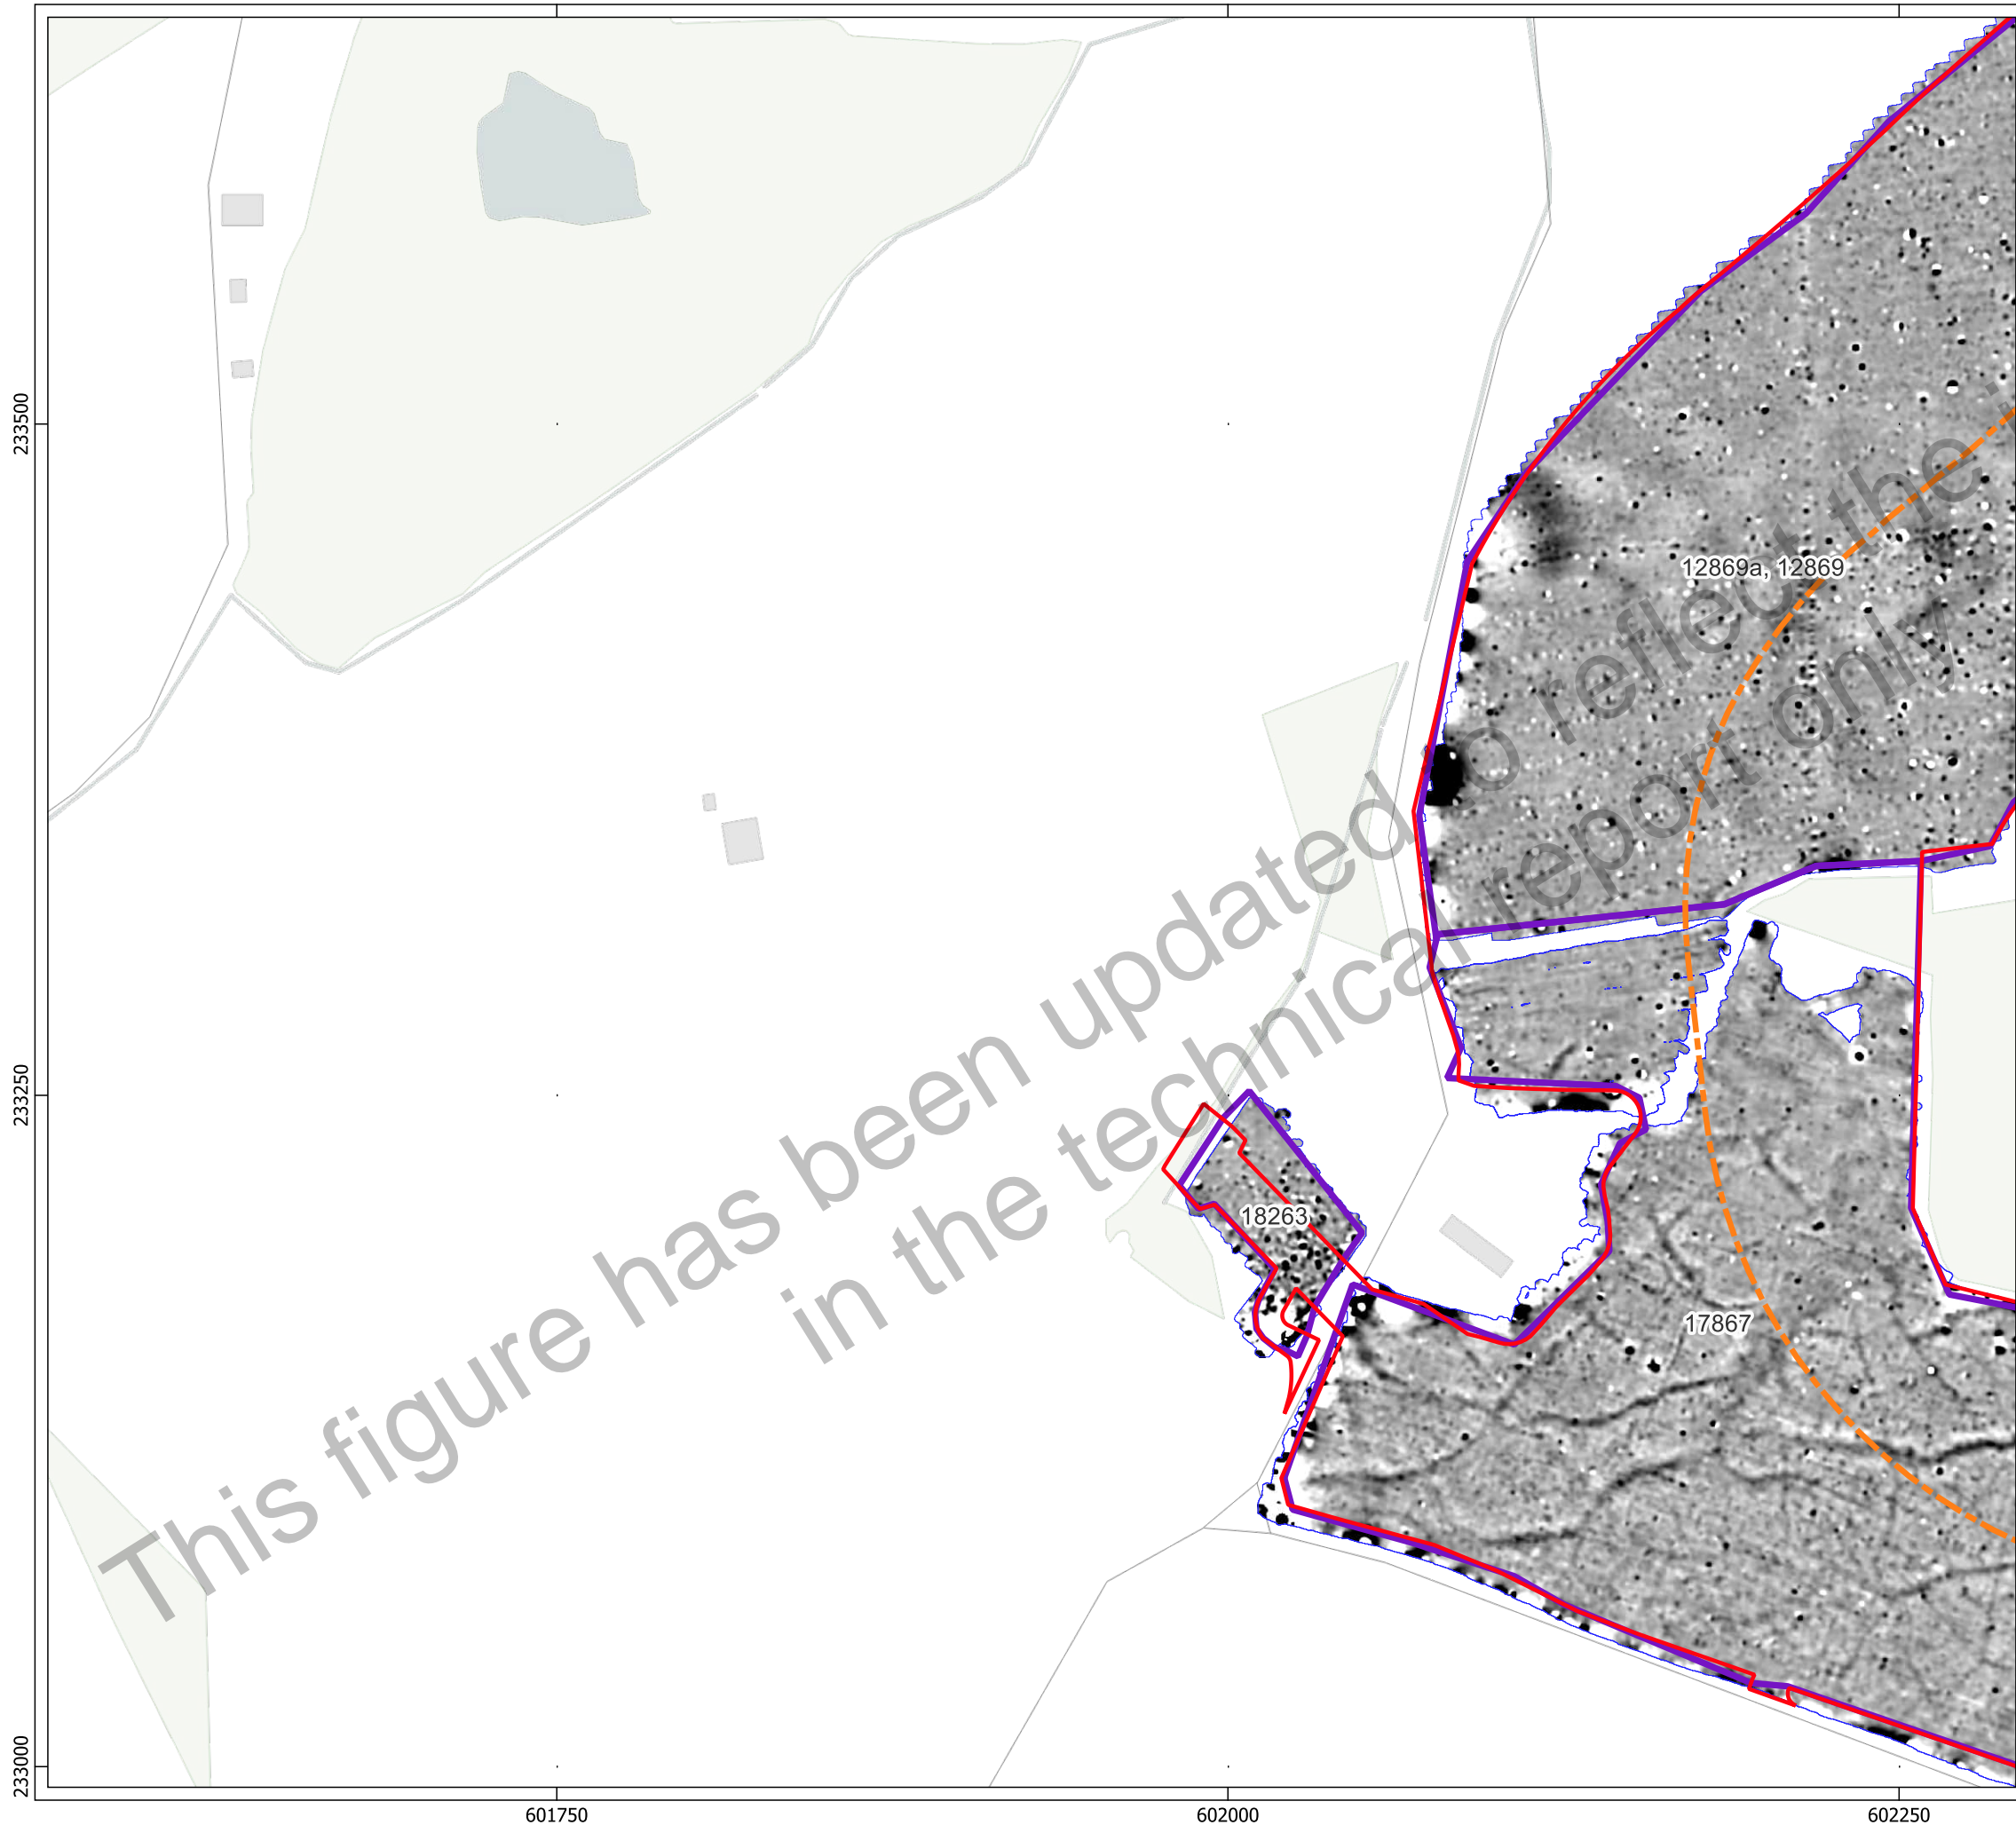 233500
12869a, 12869
233250
18263
17867
233000
601750
602000
602250
This figure has been updated to reflect the
in the technical report only